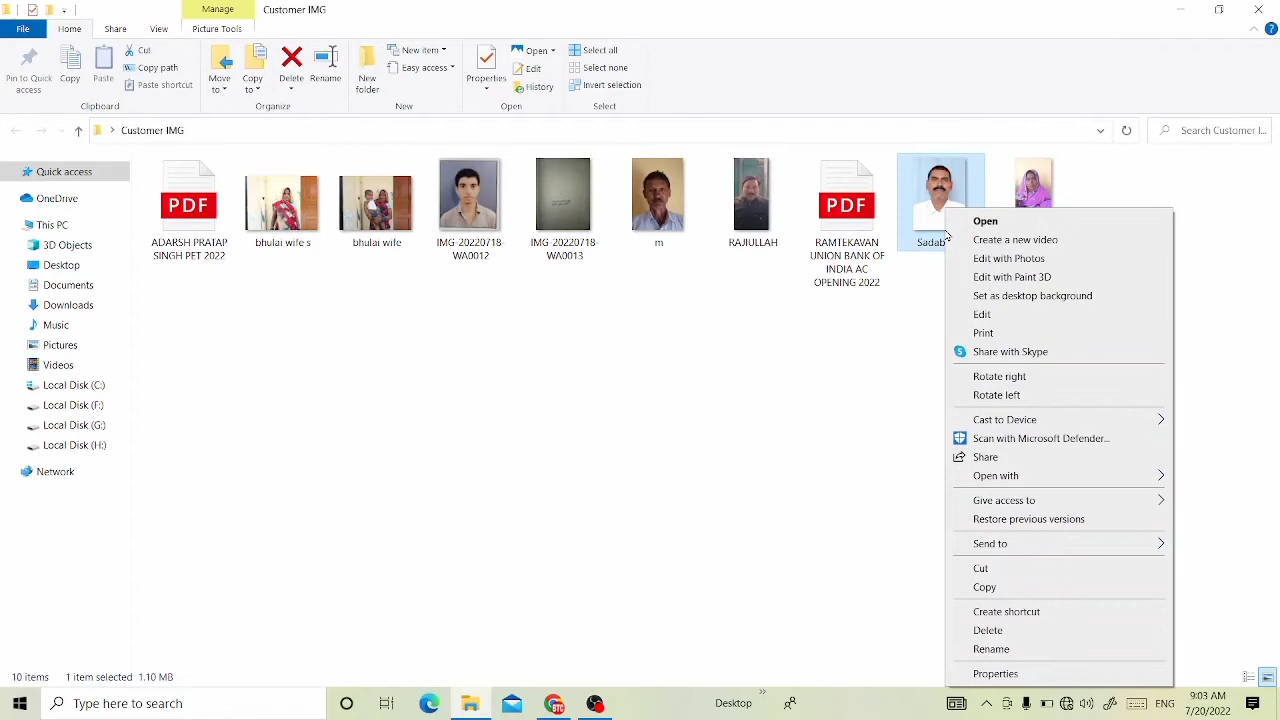 Manage
Customer IMG
File
Home
Share
View
Picture Tools
Pin to Quick
access
Copy
Paste
Cut
Copy path
Paste shortcut
Clipboard
Move
to
Copy
to
Delete
Rename
Organize
New
folder
New item
Easy access
New
Properties
Open
Edit
History
Open
Select all
Select none
Invert selection
Select
Customer IMG
Search Customer I...
Quick access
OneDrive
This PC
3D Objects
Desktop
Documents
Downloads
Music
Pictures
Videos
Local Disk (C:)
Local Disk (F:)
Local Disk (G:)
Local Disk (H:)
Network
PDF
ADARSH PRATAP
SINGH PET 2022
bhulai wife s
bhulai wife
IMG-20220718-
WA0012
IMG-20220718-
WA0013
m
RAJIULLAH
PDF
RAMTEKAVAN
UNION BANK OF
INDIA AC
OPENING 2022
Sadab
Open
Create a new video
Edit with Photos
Edit with Paint 3D
Set as desktop background
Edit
Print
Share with Skype
Rotate right
Rotate left
Cast to Device
Scan with Microsoft Defender...
Share
Open with
Give access to
Restore previous versions
Send to
Cut
Copy
Create shortcut
Delete
Rename
Properties
10 items
1 item selected 1.10 MB
Type here to search
Desktop
ENG
9:03 AM
7/20/2022